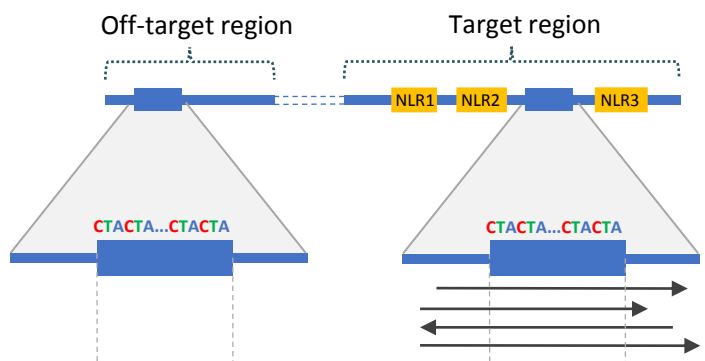 Off-target region
Target region
NLR1
NLR2
NLR3
CTACTA...CTACTA
CTACTA...CTACTA